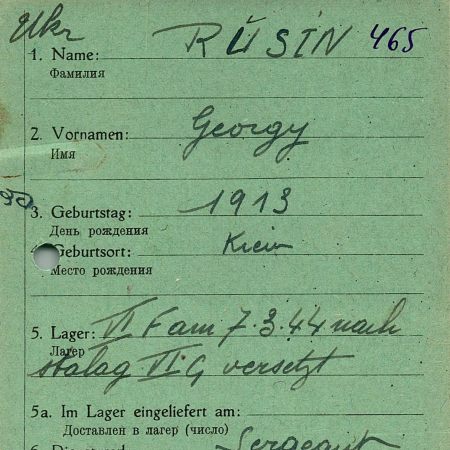 Ukr
1. Name: RUSIN 465
Фамилия
2. Vornamen: Georgy
Имя
3. Geburtstag: 1913
День рождения
Geburtsort: Kiew
Место рождения
5. Lager: VI F am 7.3.44 nach
Лагерь
stalag VI G versetzt
5a. Im Lager eingeliefert am:
Доставлен в лагерь (число)
Sergeant